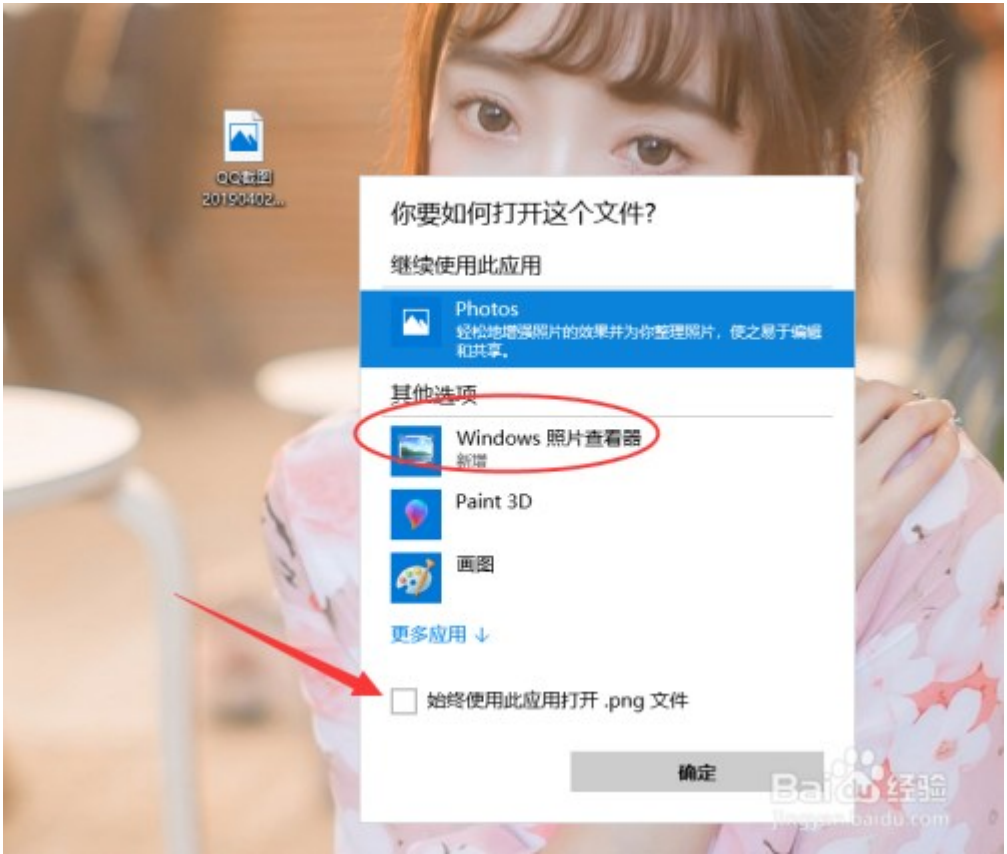 QQ截图
20190402...
你要如何打开这个文件?
继续使用此应用
Photos
轻松地增强照片的效果并为你整理照片，使之易于编辑
和共享。
其他选项
Windows 照片查看器
新增
Paint 3D
画图
更多应用 ↓
始终使用此应用打开 .png 文件
确定
Baidu 经验
jingyan.baidu.com